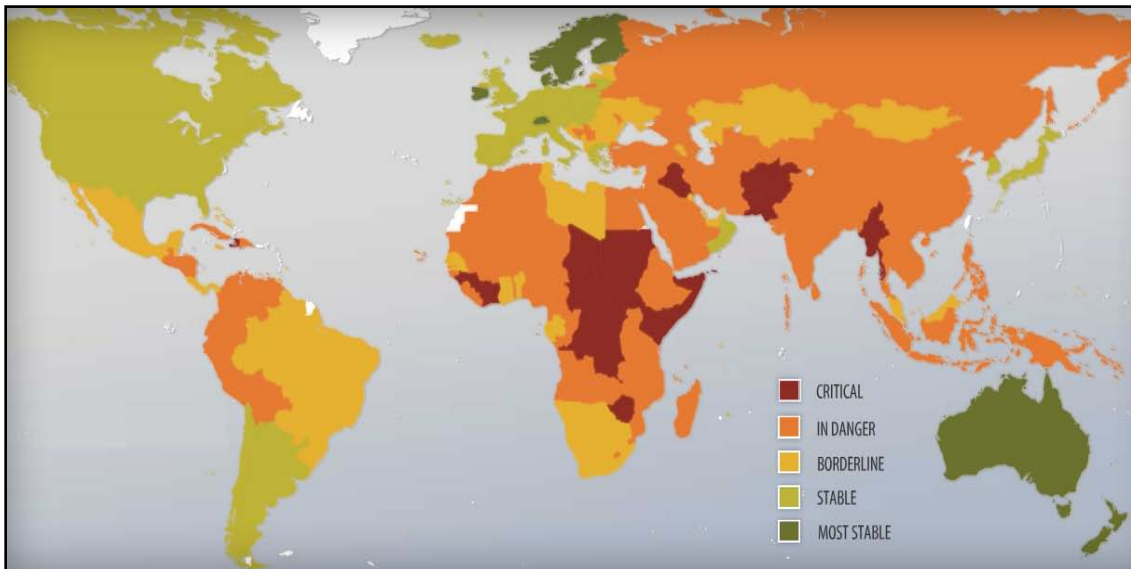 CRITICAL
IN DANGER
BORDERLINE
STABLE
MOST STABLE